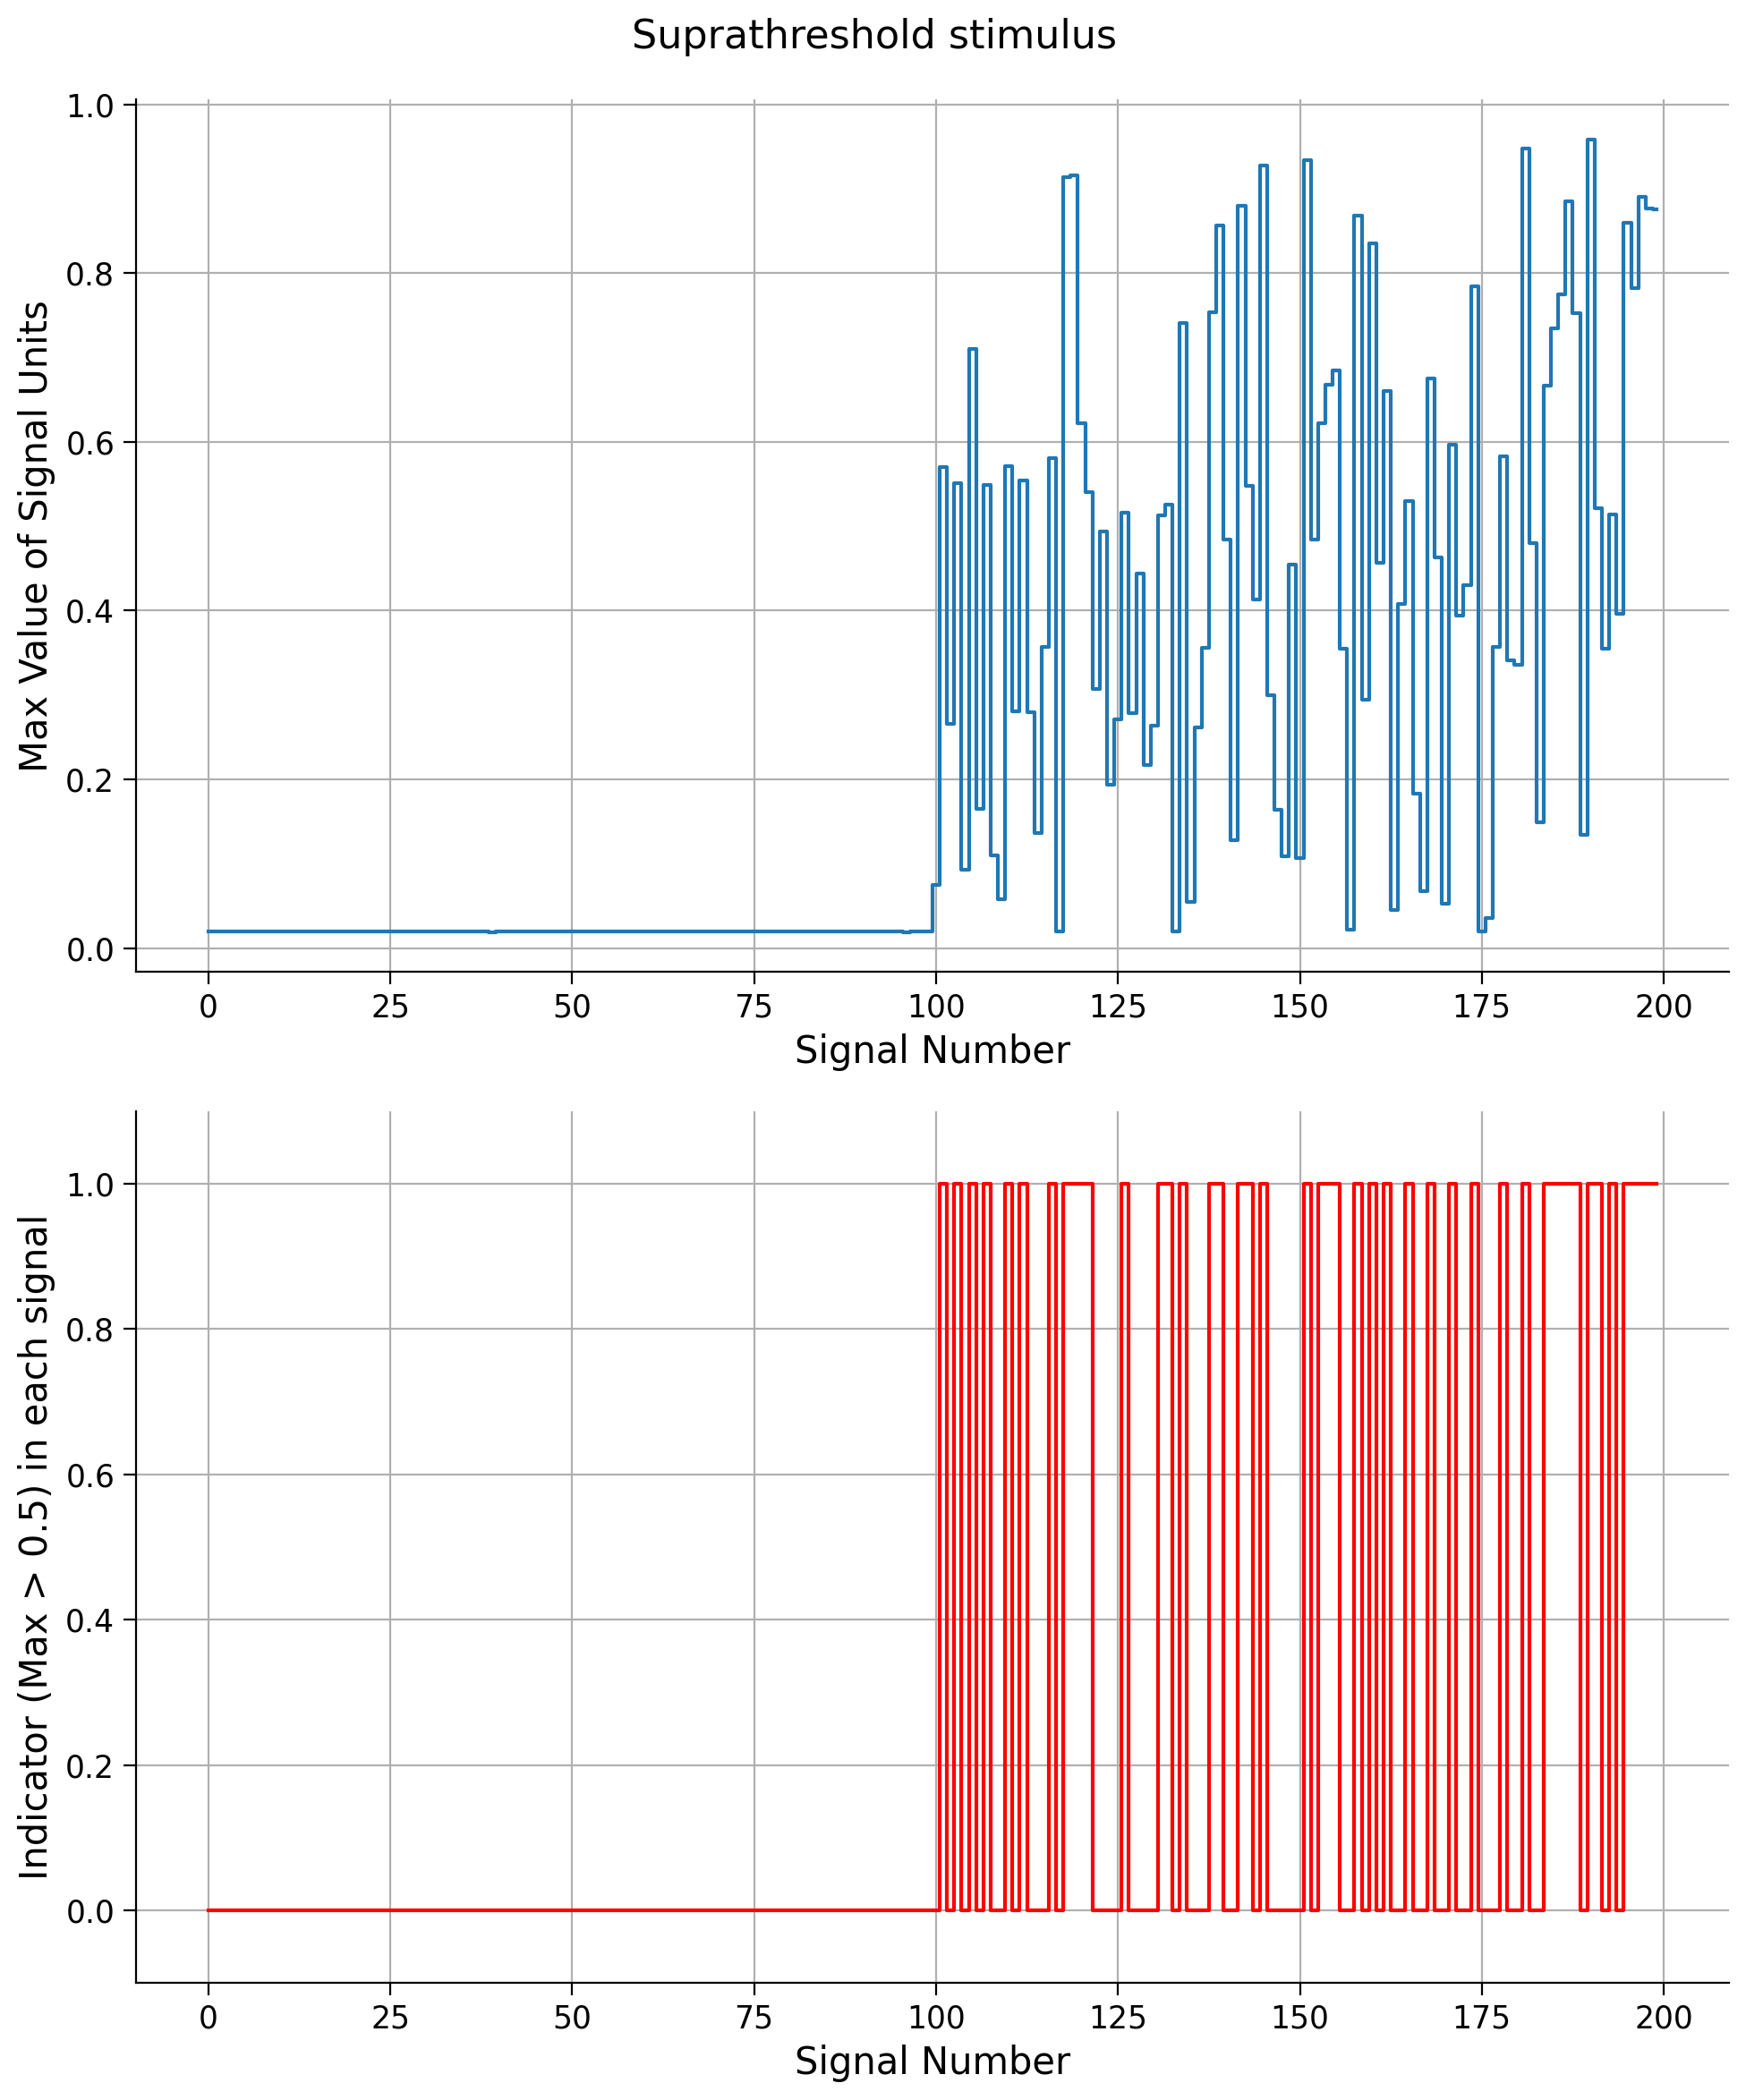 Suprathreshold stimulus
Max Value of Signal Units
1.0
0.8
0.6
0.4
0.2
0.0
0 25 50 75 100 125 150 175 200
Signal Number
Indicator (Max > 0.5) in each signal
1.0
0.8
0.6
0.4
0.2
0.0
0 25 50 75 100 125 150 175 200
Signal Number